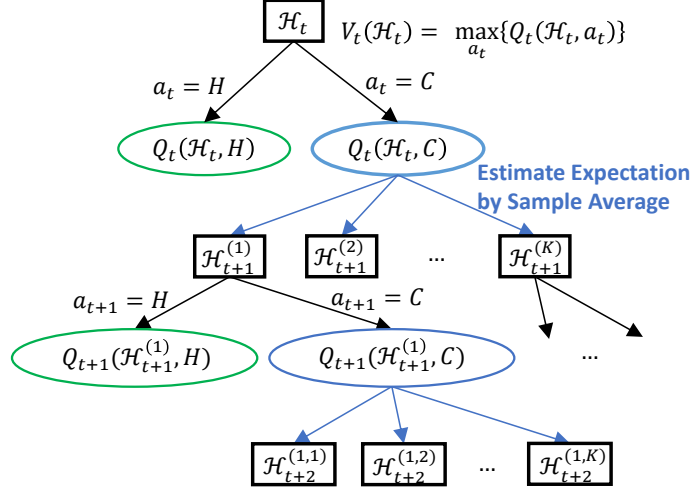 ℋ_t V_t(ℋ_t) = max_{a_t}{Q_t(ℋ_t, a_t)}
a_t = H a_t = C
Q_t(ℋ_t, H) Q_t(ℋ_t, C)
Estimate Expectation
by Sample Average
ℋ_{t+1}^{(1)} ℋ_{t+1}^{(2)} … ℋ_{t+1}^{(K)}
a_{t+1} = H a_{t+1} = C
Q_{t+1}(ℋ_{t+1}^{(1)}, H) Q_{t+1}(ℋ_{t+1}^{(1)}, C) …
ℋ_{t+2}^{(1,1)} ℋ_{t+2}^{(1,2)} … ℋ_{t+2}^{(1,K)}